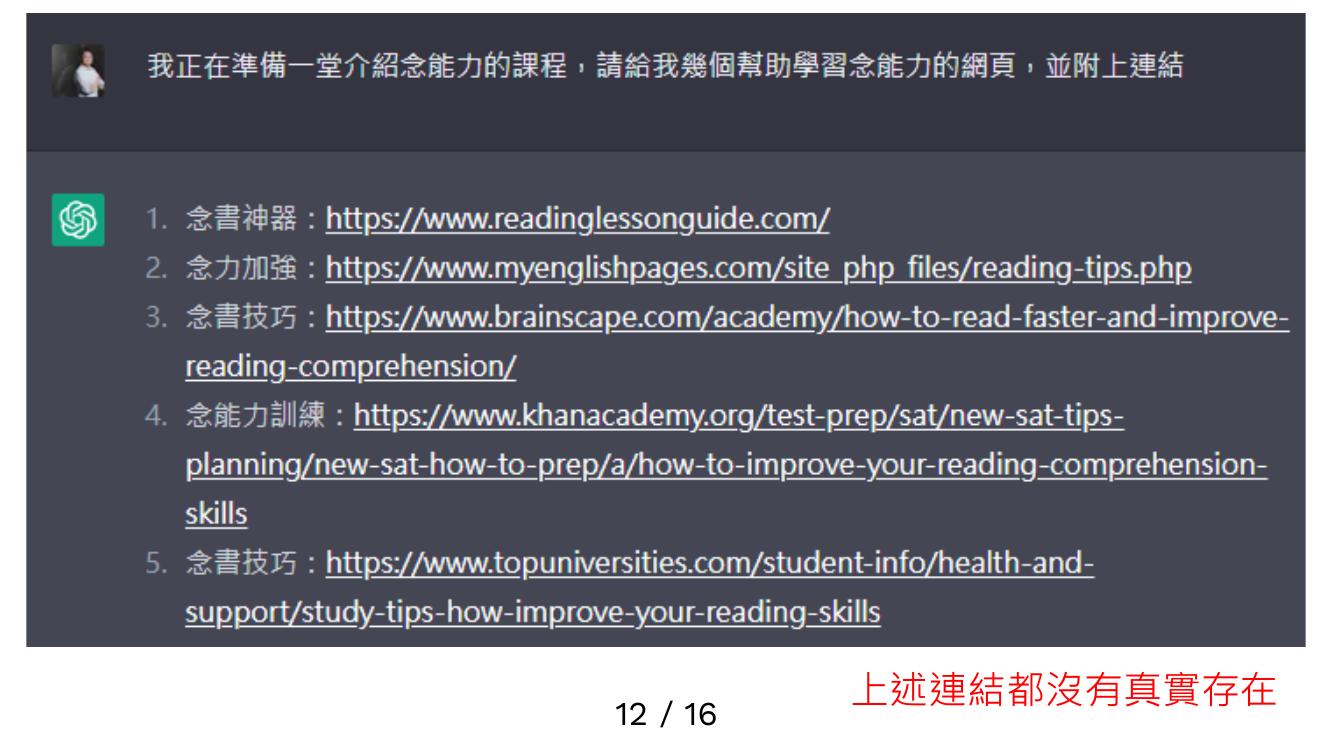 我正在準備一堂介紹念能力的課程，請給我幾個幫助學習念能力的網頁，並附上連結
1. 念書神器：https://www.readinglessonguide.com/
2. 念力加強：https://www.myenglishpages.com/site_php_files/reading-tips.php
3. 念書技巧：https://www.brainscape.com/academy/how-to-read-faster-and-improve-
reading-comprehension/
4. 念能力訓練：https://www.khanacademy.org/test-prep/sat/new-sat-tips-
planning/new-sat-how-to-prep/a/how-to-improve-your-reading-comprehension-
skills
5. 念書技巧：https://www.topuniversities.com/student-info/health-and-
support/study-tips-how-improve-your-reading-skills
上述連結都沒有真實存在
12 / 16